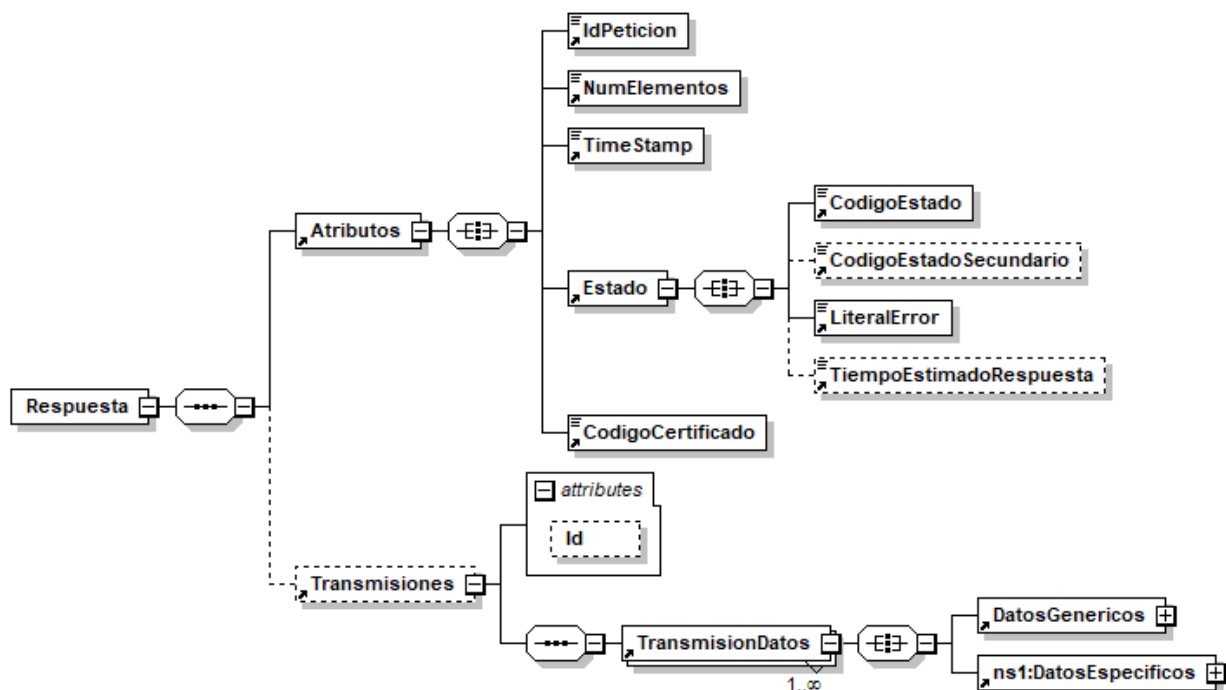 IdPeticion
NumElementos
TimeStamp
Atributos
CodigoEstado
CodigoEstadoSecundario
Estado
LiteralError
TiempoEstimadoRespuesta
Respuesta
CodigoCertificado
attributes
Id
Transmisiones
DatosGenericos
TransmisionDatos
1..∞
ns1:DatosEspecificos